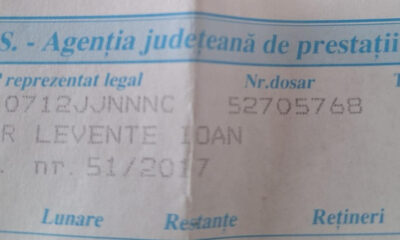 S. - Agenția județeană de prestații
reprezentat legal Nr.dosar
0712JJNNNC 52705768
R LEVENTE IOAN
. nr. 51/2017
Lunare Restanțe Rețineri